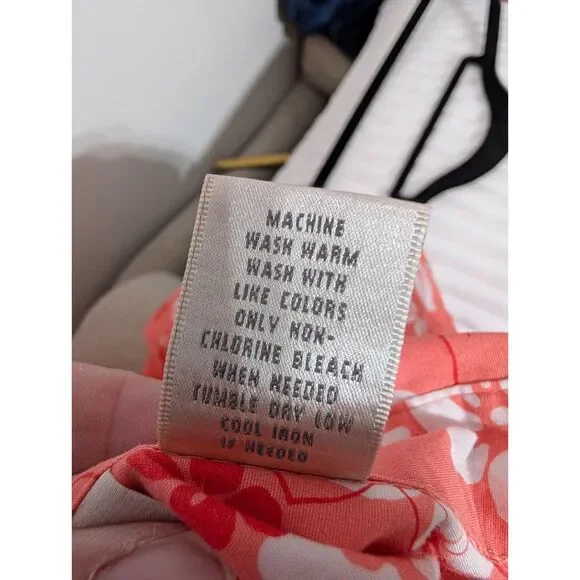 MACHINE
WASH WARM
WASH WITH
LIKE COLORS
ONLY NON-
CHLORINE BLEACH
WHEN NEEDED
TUMBLE DRY LOW
COOL IRON
IF NEEDED